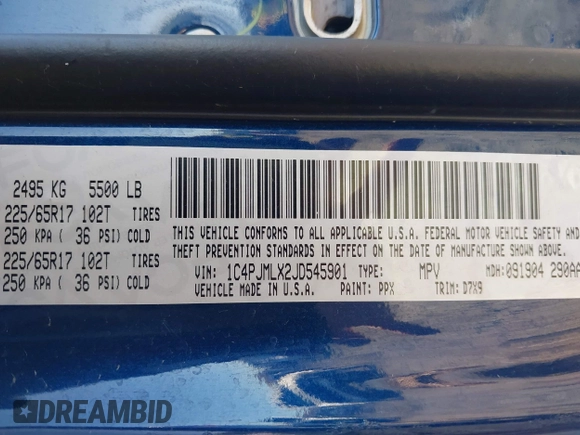 2495 KG 5500 LB
225/65R17 102T TIRES
250 KPA ( 36 PSI) COLD
225/65R17 102T TIRES
250 KPA ( 36 PSI) COLD
THIS VEHICLE CONFORMS TO ALL APPLICABLE U.S.A. FEDERAL MOTOR VEHICLE SAFETY AND
THEFT PREVENTION STANDARDS IN EFFECT ON THE DATE OF MANUFACTURE SHOWN ABOVE.
VIN: 1C4PJMLX2JD545901 TYPE: MPV MDH: 091904 290AA
VEHICLE MADE IN U.S.A. PAINT: PPX TRIM: D7X9
DREAMBID